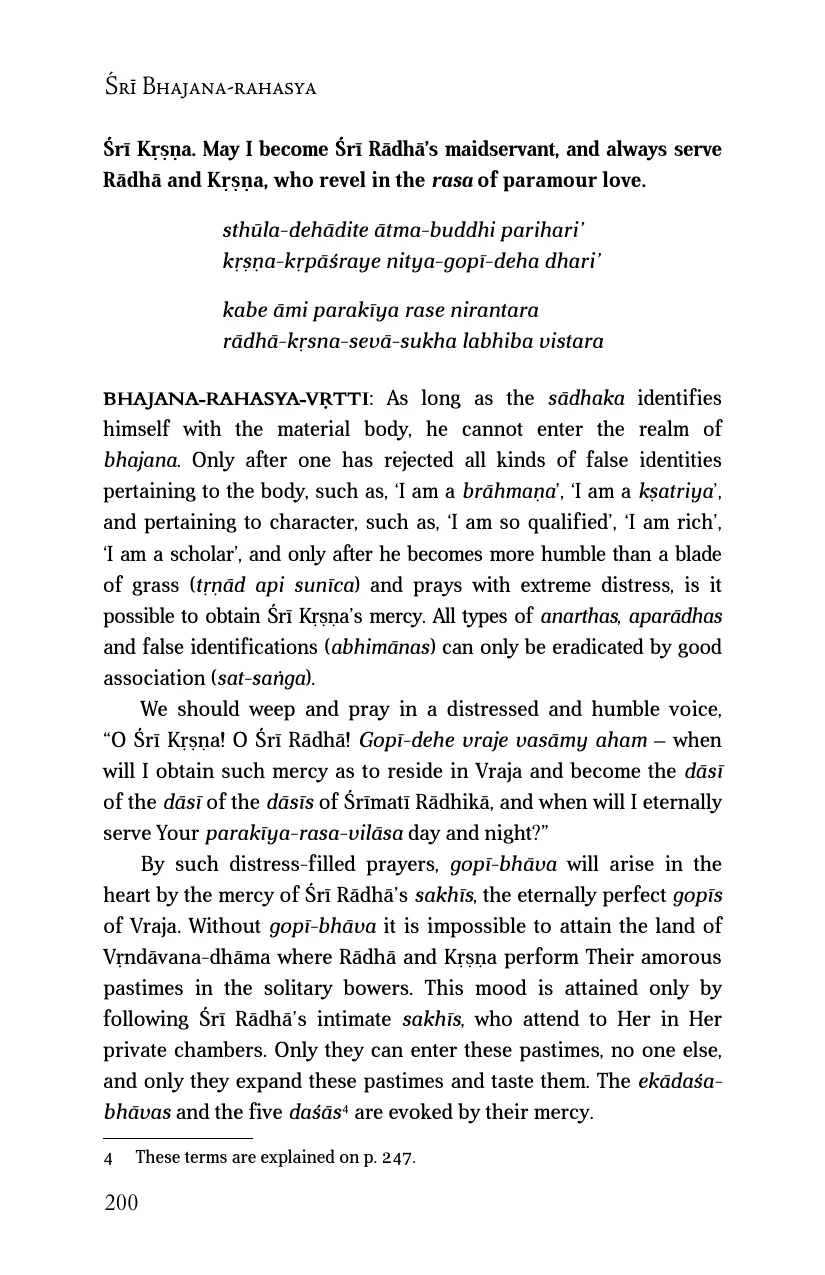 Śrī Bhajana-rahasya
Śrī Kṛṣṇa. May I become Śrī Rādhā’s maidservant, and always serve
Rādhā and Kṛṣṇa, who revel in the rasa of paramour love.
sthūla-dehādite ātma-buddhi parihari’
kṛṣṇa-kṛpāśraye nitya-gopī-deha dhari’
kabe āmi parakīya rase nirantara
rādhā-kṛsna-sevā-sukha labhiba vistara
BHAJANA-RAHASYA-VṚTTI: As long as the sādhaka identifies
himself with the material body, he cannot enter the realm of
bhajana. Only after one has rejected all kinds of false identities
pertaining to the body, such as, ‘I am a brāhmaṇa’, ‘I am a kṣatriya’,
and pertaining to character, such as, ‘I am so qualified’, ‘I am rich’,
‘I am a scholar’, and only after he becomes more humble than a blade
of grass (tṛṇād api sunīca) and prays with extreme distress, is it
possible to obtain Śrī Kṛṣṇa’s mercy. All types of anarthas, aparādhas
and false identifications (abhimānas) can only be eradicated by good
association (sat-saṅga).
We should weep and pray in a distressed and humble voice,
“O Śrī Kṛṣṇa! O Śrī Rādhā! Gopī-dehe vraje vasāmy aham – when
will I obtain such mercy as to reside in Vraja and become the dāsī
of the dāsī of the dāsīs of Śrīmatī Rādhikā, and when will I eternally
serve Your parakīya-rasa-vilāsa day and night?”
By such distress-filled prayers, gopī-bhāva will arise in the
heart by the mercy of Śrī Rādhā’s sakhīs, the eternally perfect gopīs
of Vraja. Without gopī-bhāva it is impossible to attain the land of
Vṛndāvana-dhāma where Rādhā and Kṛṣṇa perform Their amorous
pastimes in the solitary bowers. This mood is attained only by
following Śrī Rādhā’s intimate sakhīs, who attend to Her in Her
private chambers. Only they can enter these pastimes, no one else,
and only they expand these pastimes and taste them. The ekādaśa-
bhāvas and the five daśās⁴ are evoked by their mercy.
4 These terms are explained on p. 247.
200